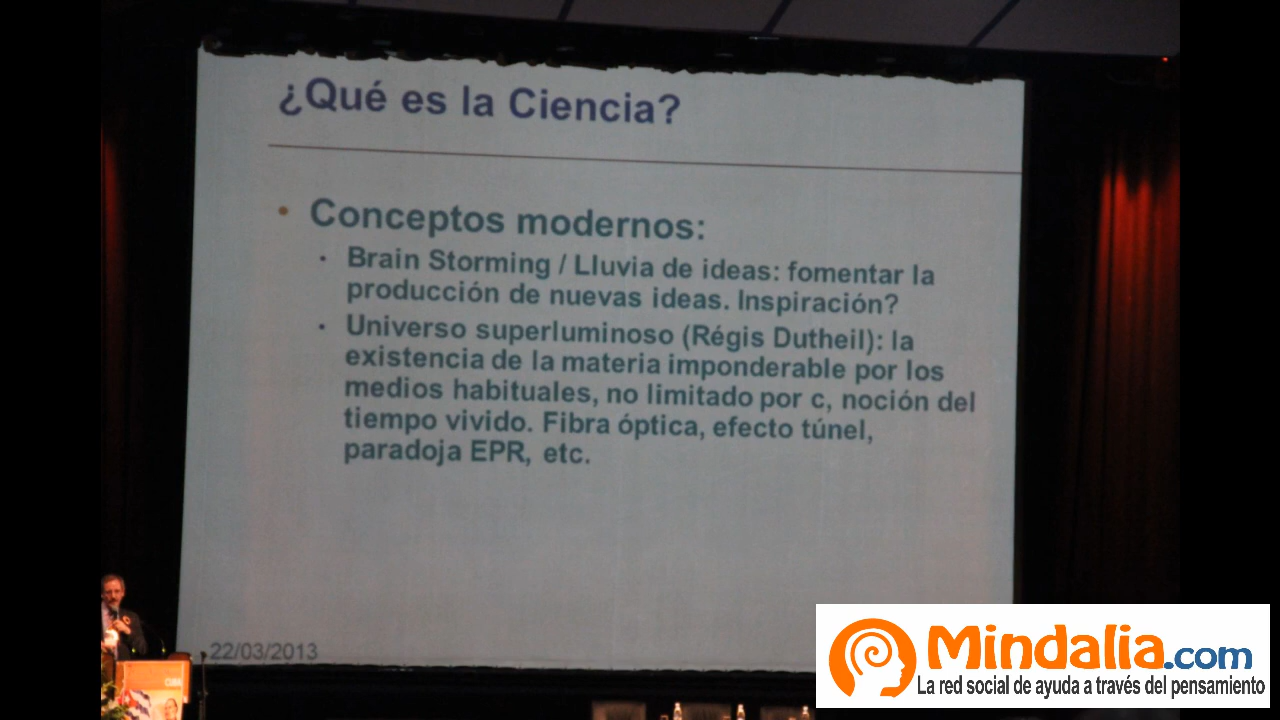 ¿Qué es la Ciencia?
• Conceptos modernos:
• Brain Storming / Lluvia de ideas: fomentar la
producción de nuevas ideas. Inspiración?
• Universo superluminoso (Régis Dutheil): la
existencia de la materia imponderable por los
medios habituales, no limitado por c, noción del
tiempo vivido. Fibra óptica, efecto túnel,
paradoja EPR, etc.
22/03/2013
Mindalia.com
La red social de ayuda a través del pensamiento